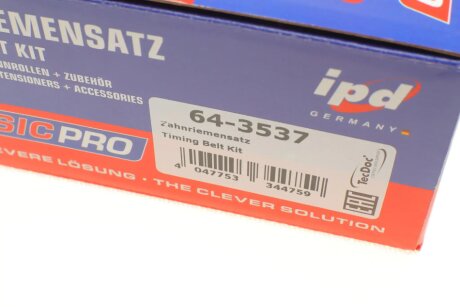 EMENSATZ
T KIT
NROLLEN + ZUBEHÖR
TENSIONERS + ACCESSORIES
ipd
GERMANY
64-3537
Zahnriemensatz
Timing Belt Kit
4 047753 344759
EAC
TecDoc
SIC PRO
EVERE LÖSUNG · THE CLEVER SOLUTION